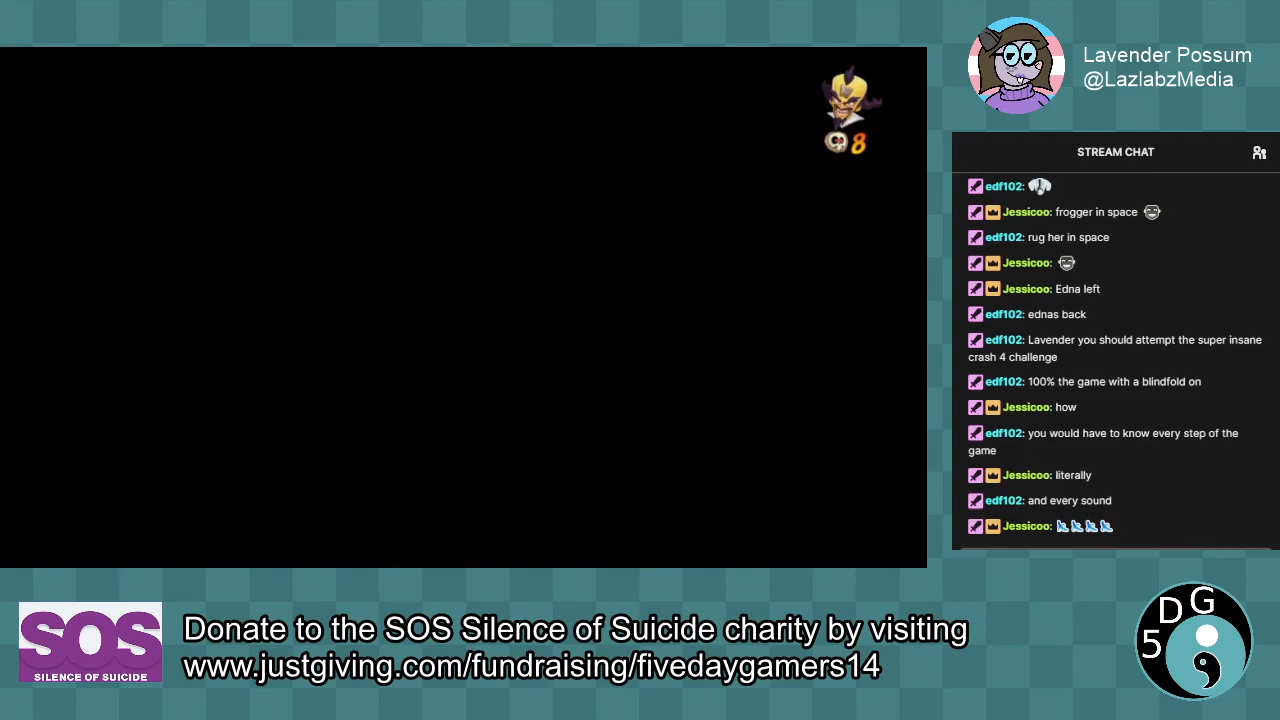 Lavender Possum
@LazlabzMedia
8
STREAM CHAT
edf102:
Jessicoo: frogger in space
edf102: rug her in space
Jessicoo:
Jessicoo: Edna left
edf102: ednas back
edf102: Lavender you should attempt the super insane
crash 4 challenge
edf102: 100% the game with a blindfold on
Jessicoo: how
edf102: you would have to know every step of the
game
Jessicoo: literally
edf102: and every sound
Jessicoo:
SOS
SILENCE OF SUICIDE
Donate to the SOS Silence of Suicide charity by visiting
www.justgiving.com/fundraising/fivedaygamers14
5DG